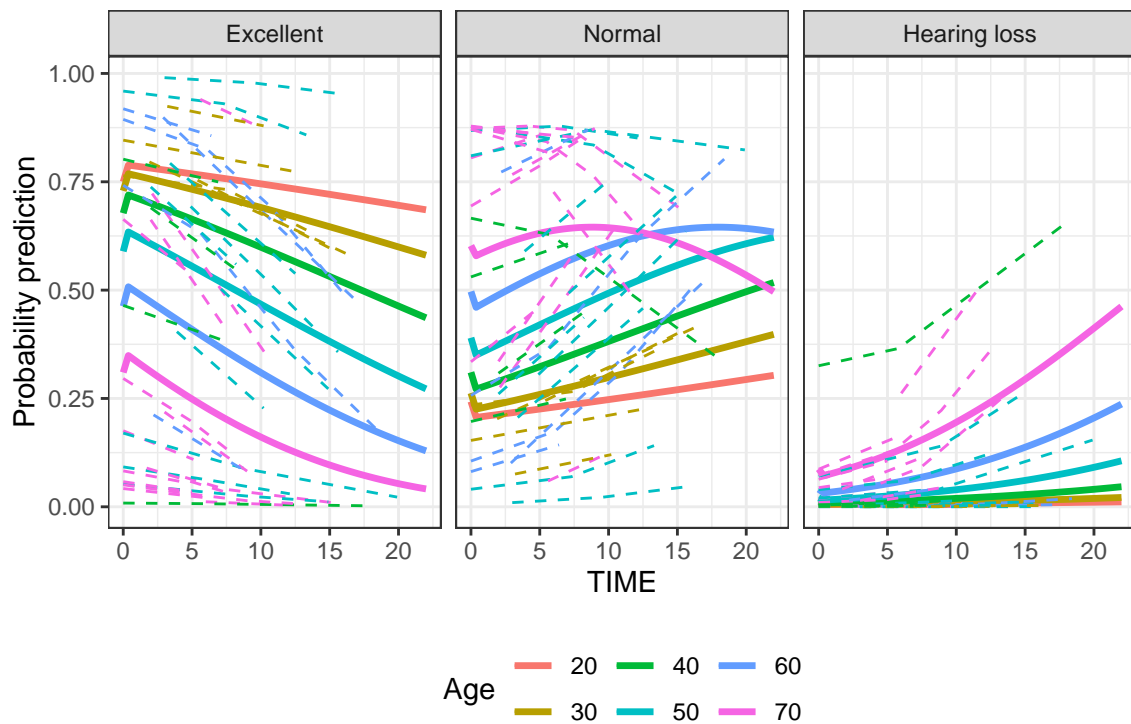 Excellent Normal Hearing loss
Probability prediction
1.00
0.75
0.50
0.25
0.00
0 5 10 15 20 0 5 10 15 20 0 5 10 15 20
TIME
Age
20 40 60
30 50 70